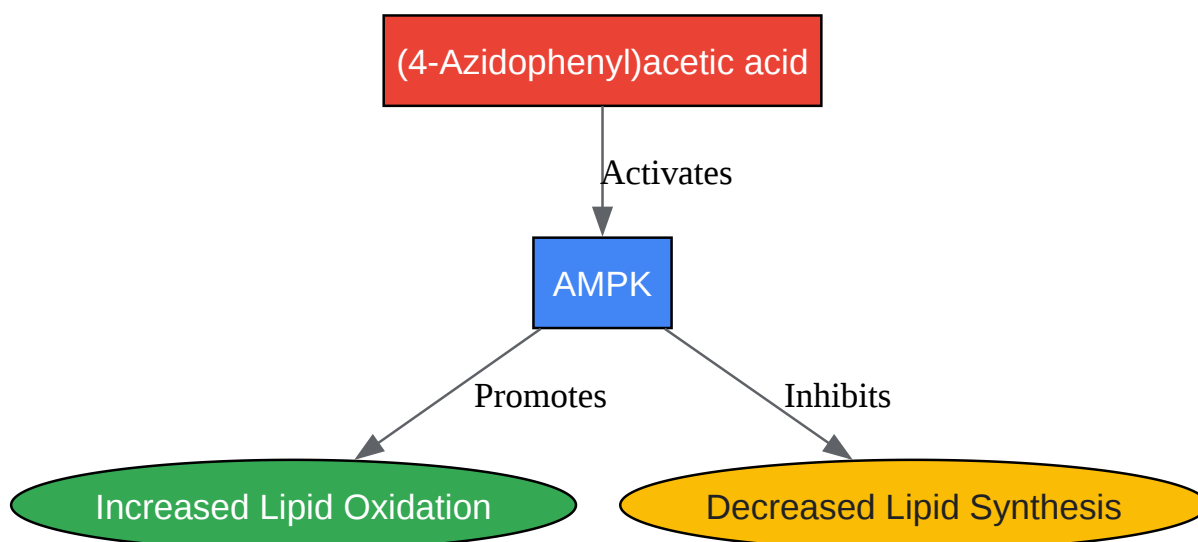 (4-Azidophenyl)acetic acid
Activates
AMPK
Promotes
Inhibits
Increased Lipid Oxidation
Decreased Lipid Synthesis